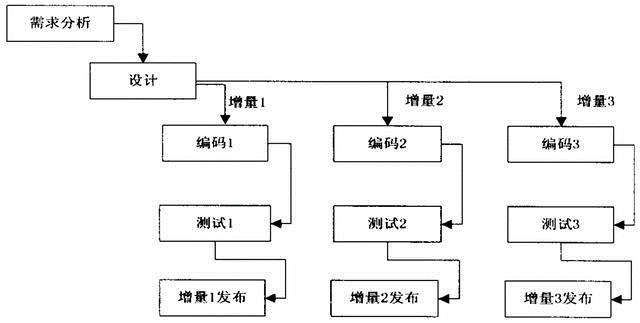 需求分析
设计
增量1
增量2
增量3
编码1
编码2
编码3
测试1
测试2
测试3
增量1发布
增量2发布
增量3发布